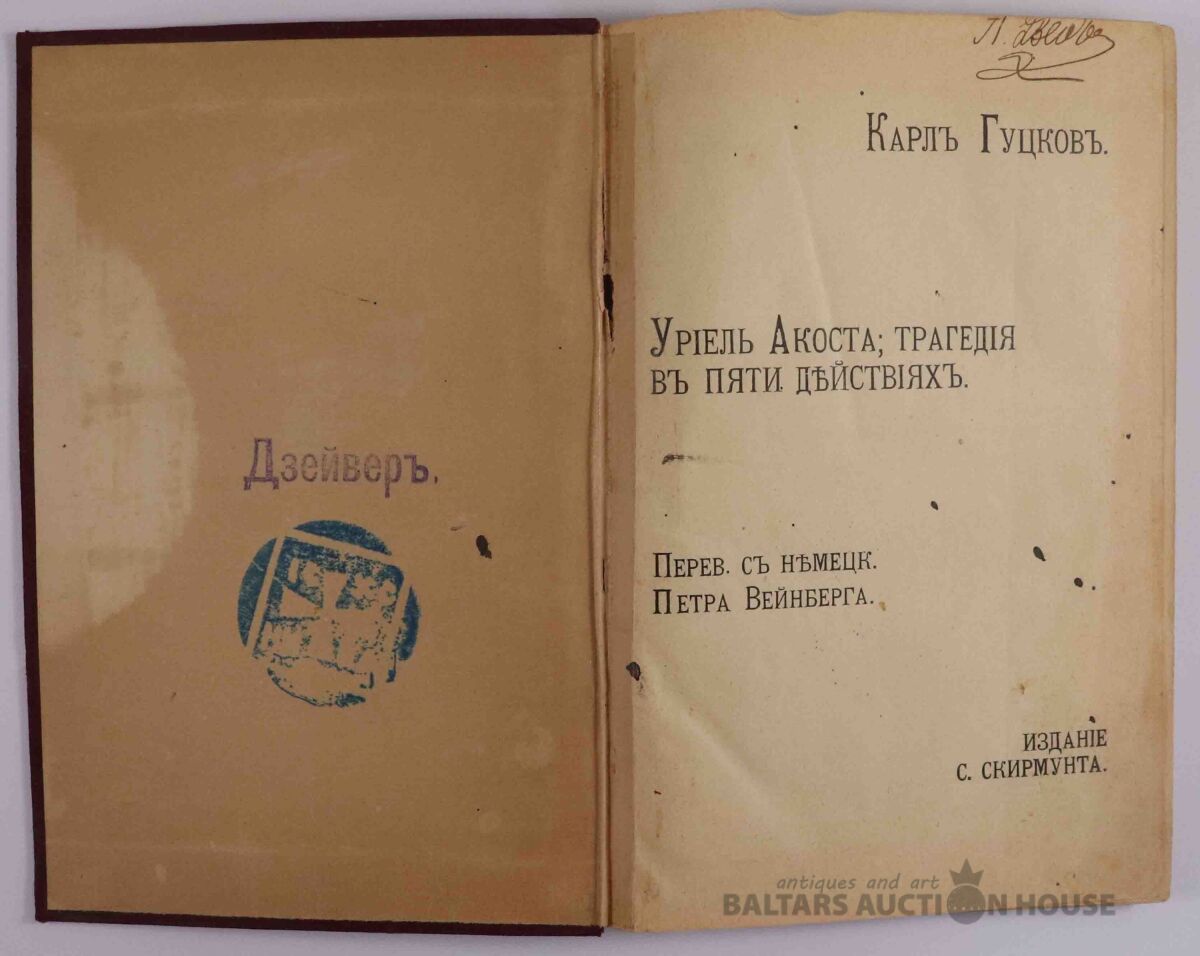 Дзейверъ.
Карлъ Гуцковъ.
Уріель Акоста; трагедія
въ пяти дѣйствіяхъ.
Перев. съ нѣмецк.
Петра Вейнберга.
изданіе
с. скирмунта.
antiques and art
BALTARS AUCTION HOUSE